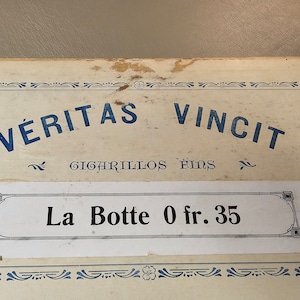 VÉRITAS VINCIT
CIGARILLOS FINS
La Botte 0 fr. 35